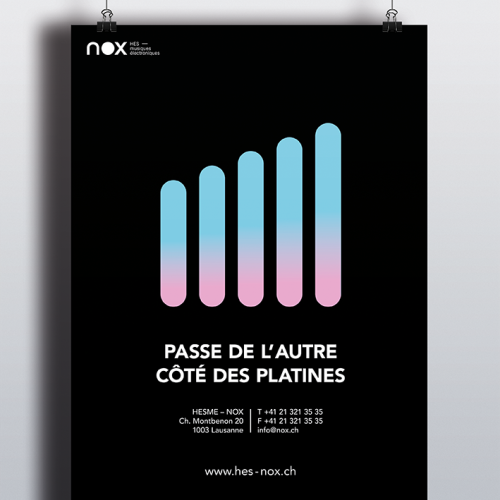 nox
HES —
musiques
électroniques
PASSE DE L'AUTRE
CÔTÉ DES PLATINES
HESME – NOX
Ch. Montbenon 20
1003 Lausanne
T +41 21 321 35 35
F +41 21 321 35 35
info@nox.ch
www.hes-nox.ch